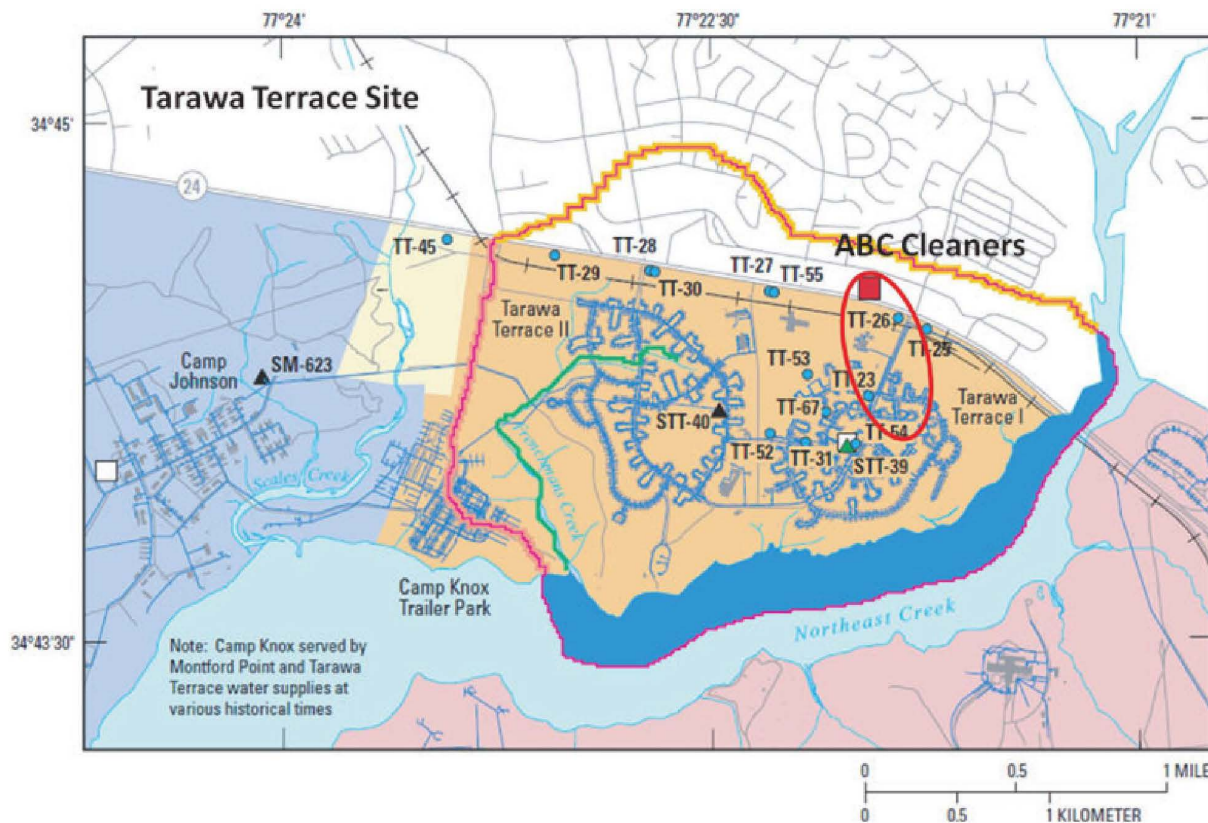 77°24'
77°22'30"
77°21'
Tarawa Terrace Site
34°45'
24
ABC Cleaners
TT-45
TT-28
TT-29
TT-30
TT-27
TT-55
TT-26
TT-25
Tarawa
Terrace II
Camp
Johnson
SM-623
TT-53
TT-23
TT-67
Tarawa
Terrace I
STT-40
TT-54
TT-52
TT-31
STT-39
Scales Creek
Frenchmans Creek
Camp Knox
Trailer Park
Northeast Creek
34°43'30"
Note: Camp Knox served by
Montford Point and Tarawa
Terrace water supplies at
various historical times
0 0.5 1 MILE
0 0.5 1 KILOMETER